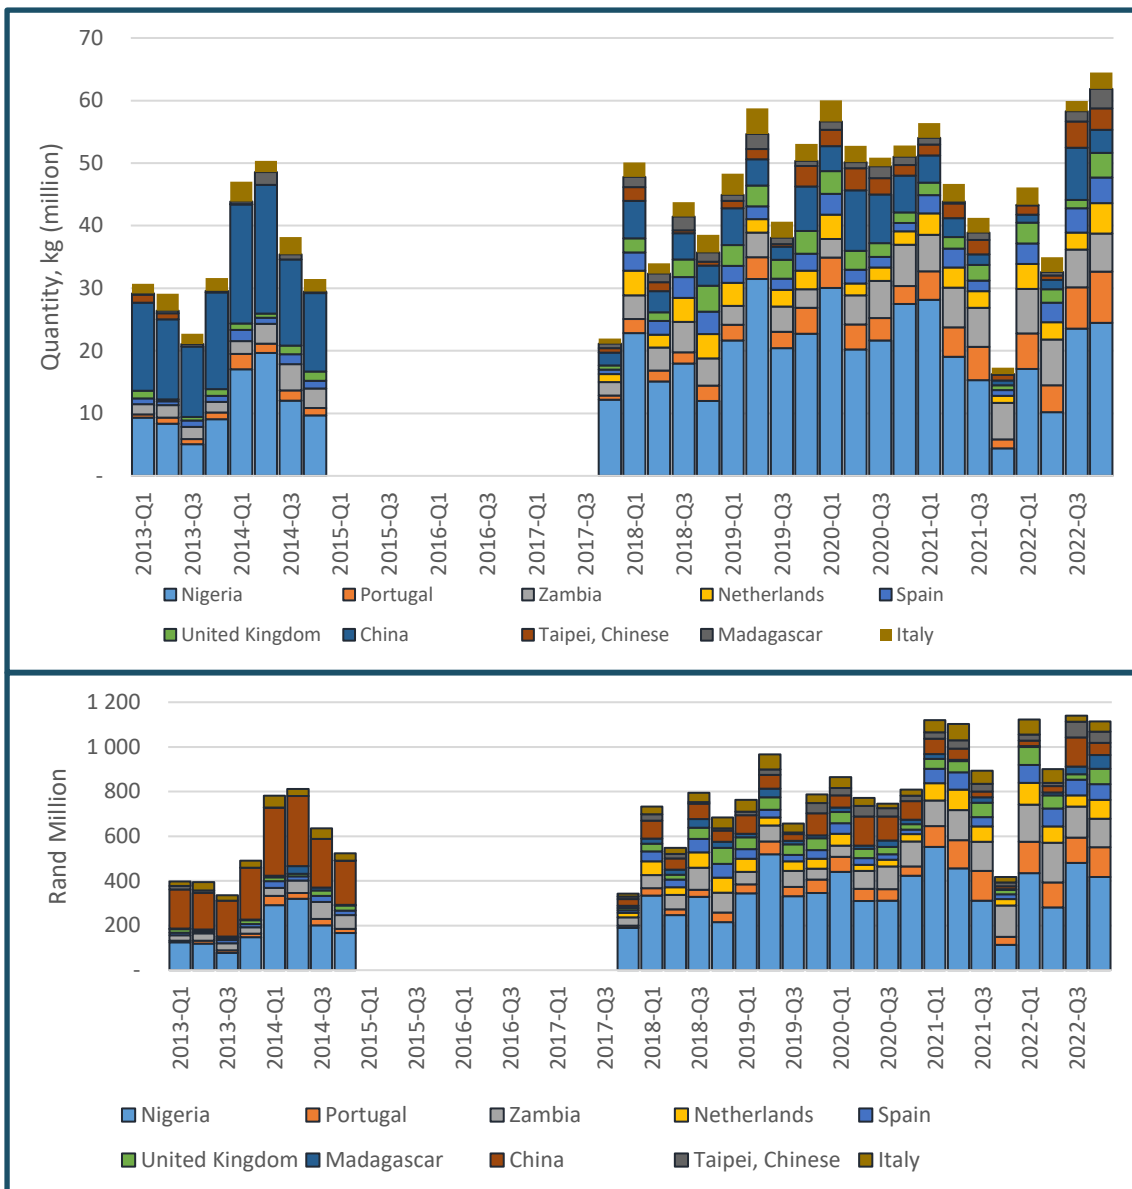 70
60
50
40
30
20
10
-
Quantity, kg (million)
2013-Q1
2013-Q3
2014-Q1
2014-Q3
2015-Q1
2015-Q3
2016-Q1
2016-Q3
2017-Q1
2017-Q3
2018-Q1
2018-Q3
2019-Q1
2019-Q3
2020-Q1
2020-Q3
2021-Q1
2021-Q3
2022-Q1
2022-Q3
Nigeria Portugal Zambia Netherlands Spain
United Kingdom China Taipei, Chinese Madagascar Italy
1 200
1 000
800
600
400
200
-
Rand Million
2013-Q1
2013-Q3
2014-Q1
2014-Q3
2015-Q1
2015-Q3
2016-Q1
2016-Q3
2017-Q1
2017-Q3
2018-Q1
2018-Q3
2019-Q1
2019-Q3
2020-Q1
2020-Q3
2021-Q1
2021-Q3
2022-Q1
2022-Q3
Nigeria Portugal Zambia Netherlands Spain
United Kingdom Madagascar China Taipei, Chinese Italy